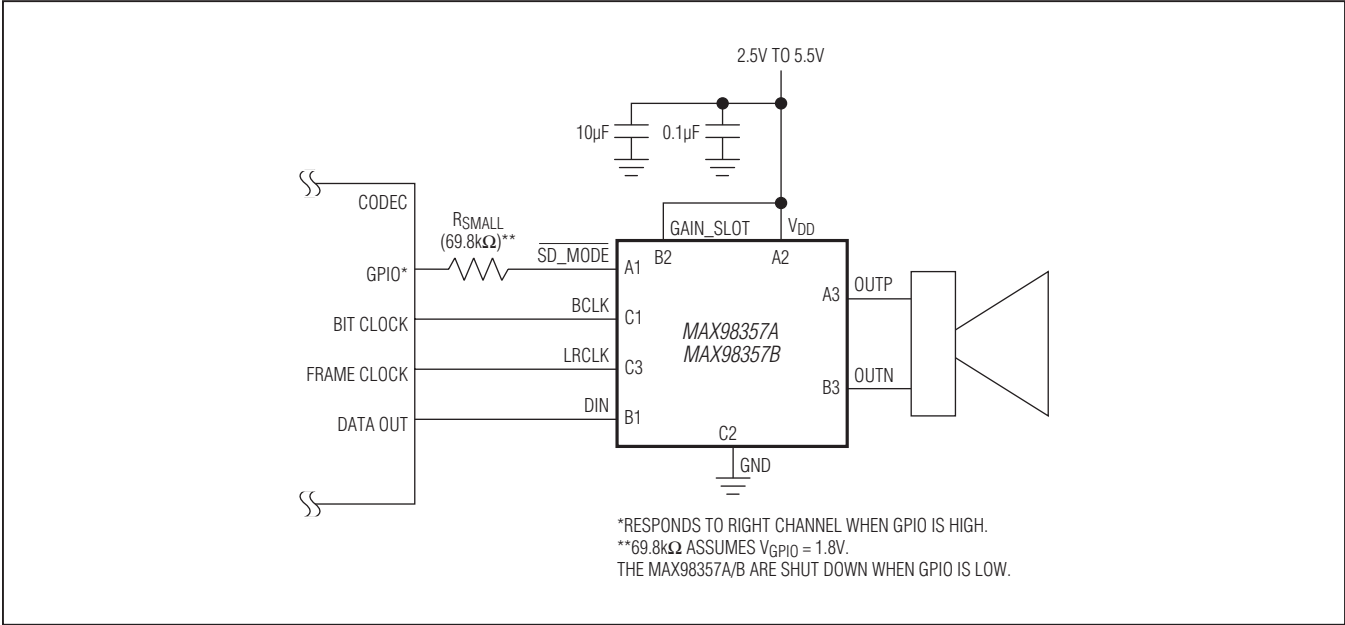 2.5V TO 5.5V
10µF
0.1µF
CODEC
RSMALL
(69.8kΩ)**
SD_MODE
GAIN_SLOT
VDD
B2
A2
GPIO*
A1
A3
OUTP
BIT CLOCK
BCLK
C1
MAX98357A
MAX98357B
FRAME CLOCK
LRCLK
C3
B3
OUTN
DATA OUT
DIN
B1
C2
GND
*RESPONDS TO RIGHT CHANNEL WHEN GPIO IS HIGH.
**69.8kΩ ASSUMES VGPIO = 1.8V.
THE MAX98357A/B ARE SHUT DOWN WHEN GPIO IS LOW.